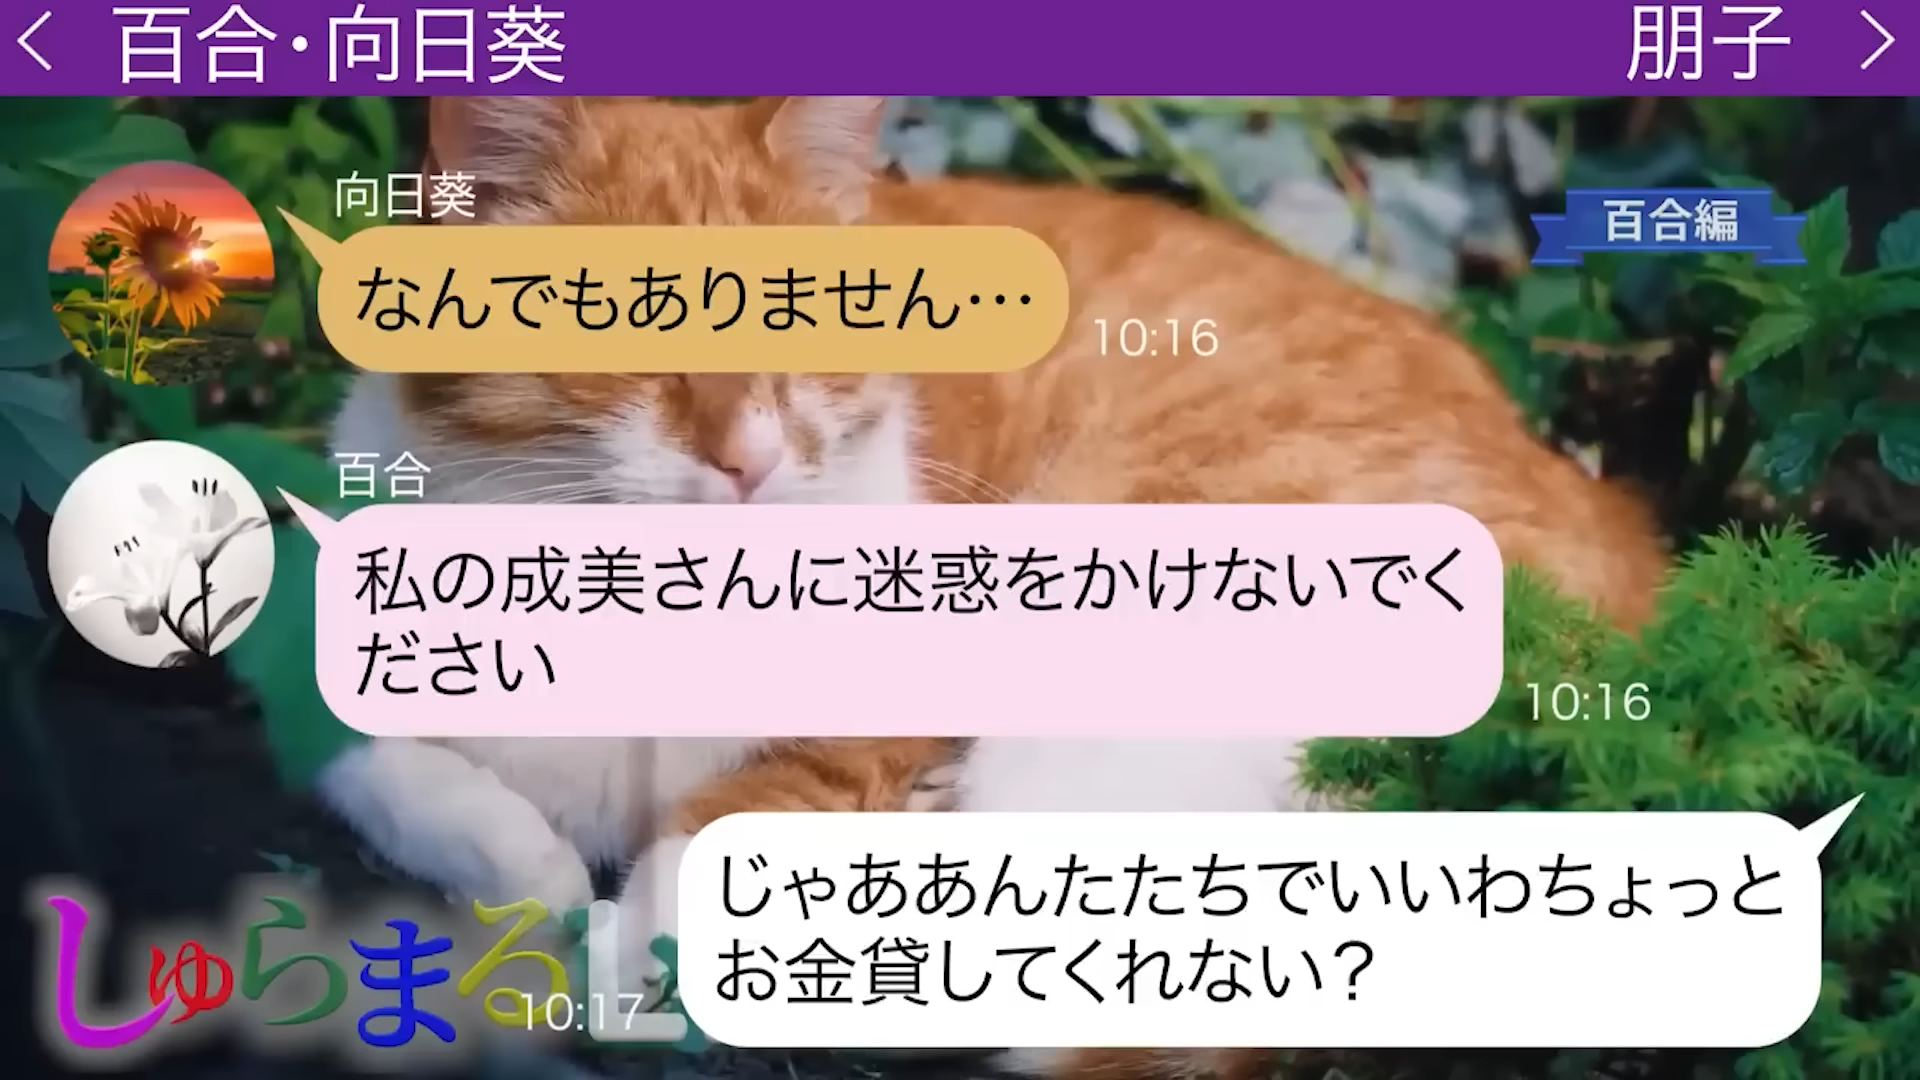 百合・向日葵
朋子
百合編
向日葵
なんでもありません…
10:16
百合
私の成美さんに迷惑をかけないでく
ださい
10:16
じゃああんたたちでいいわちょっと
お金貸してくれない？
10:17
しゅらまる